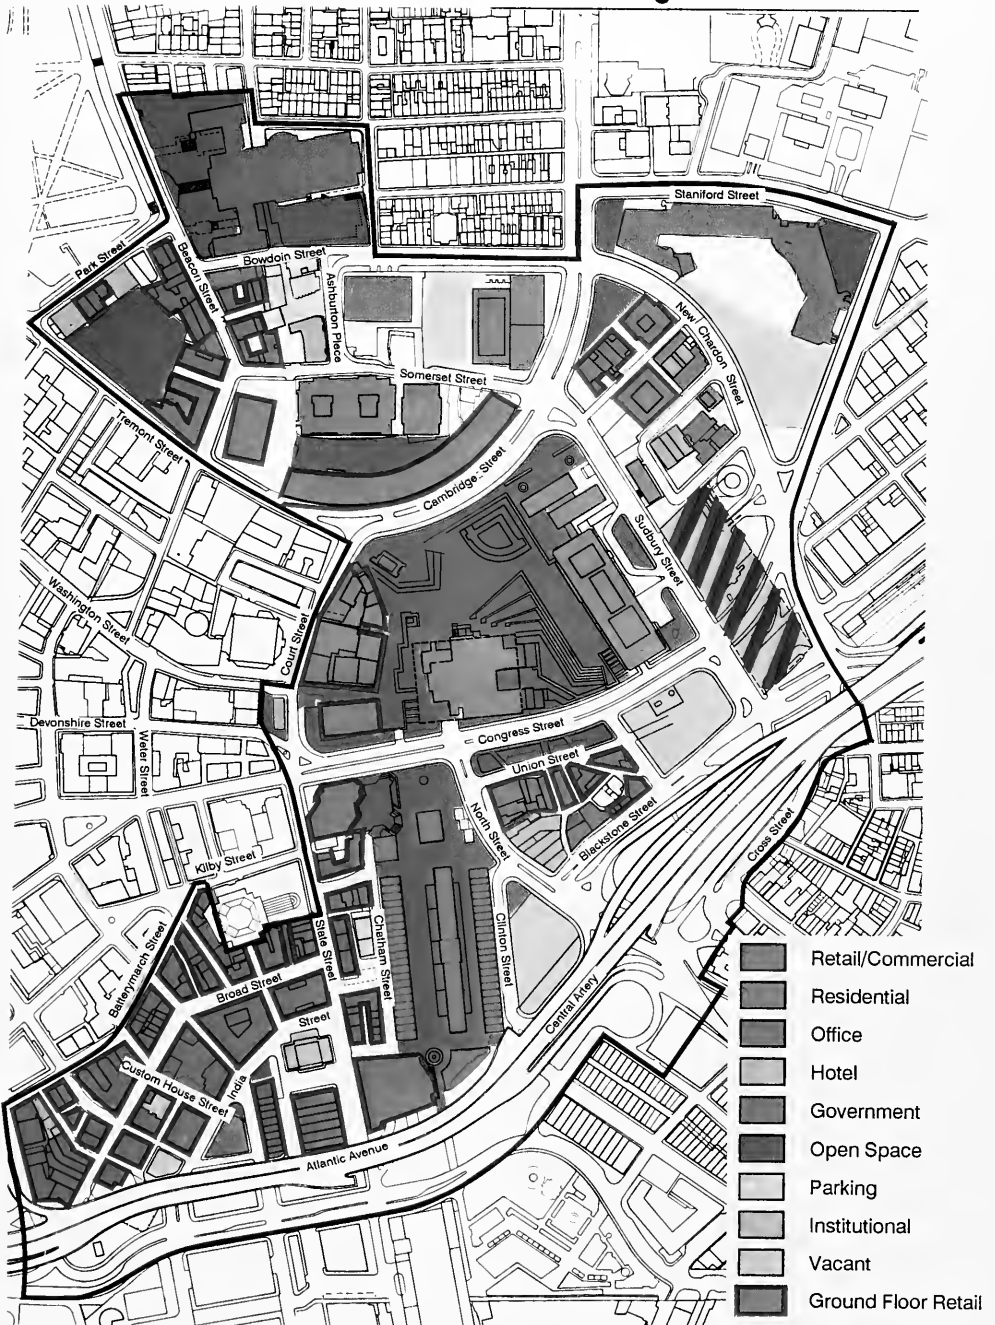 Staniford Street
Park Street
Beacon Street
Bowdoin Street
Ashburton Place
New Chardon Street
Somerset Street
Tremont Street
Cambridge Street
Sudbury Street
Washington Street
Court Street
Devonshire Street
Water Street
Congress Street
Union Street
North Street
Blackstone Street
Cross Street
Kilby Street
Batterymarch Street
State Street
Chatham Street
Clinton Street
Broad Street
Central Artery
Custom House Street
India
Street
Atlantic Avenue
Retail/Commercial
Residential
Office
Hotel
Government
Open Space
Parking
Institutional
Vacant
Ground Floor Retail